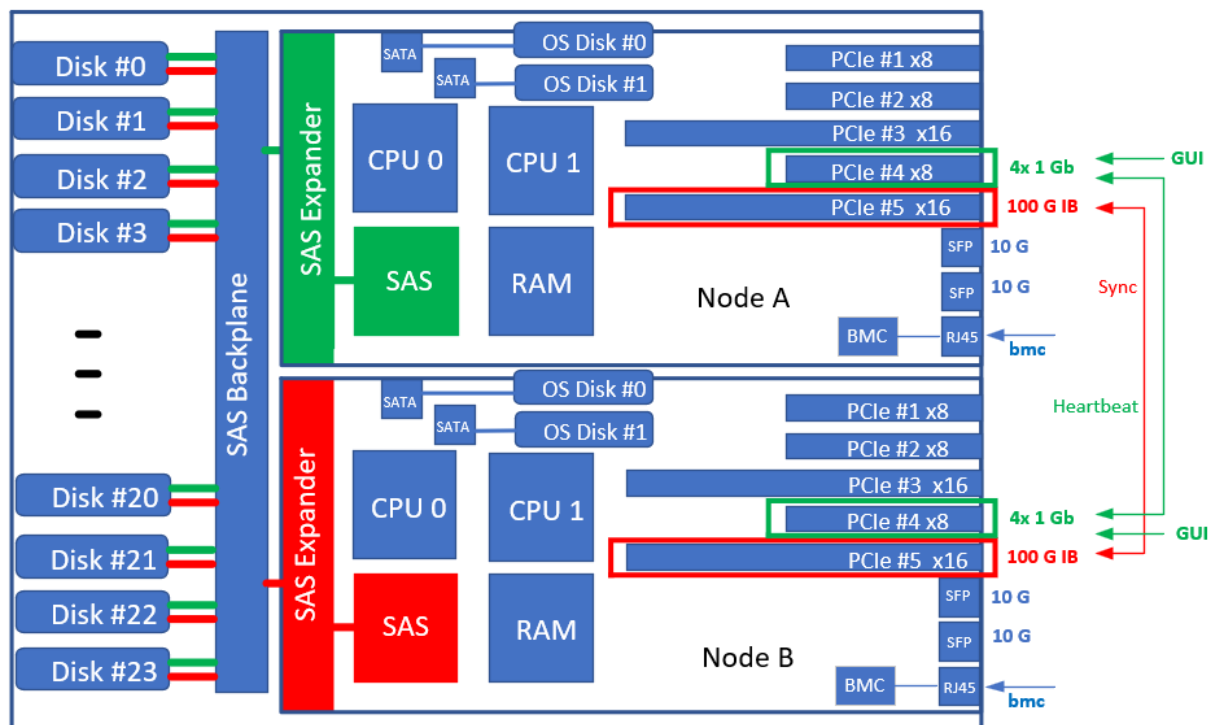 Disk #0
Disk #1
Disk #2
Disk #3
Disk #20
Disk #21
Disk #22
Disk #23
SAS Backplane
SAS Expander
SATA
OS Disk #0
SATA
OS Disk #1
CPU 0
CPU 1
SAS
RAM
Node A
PCIe #1 x8
PCIe #2 x8
PCIe #3 x16
PCIe #4 x8
PCIe #5 x16
4x 1 Gb
GUI
100 G IB
SFP
10 G
SFP
10 G
BMC
RJ45
bmc
Sync
Heartbeat
SAS Expander
SATA
OS Disk #0
SATA
OS Disk #1
CPU 0
CPU 1
SAS
RAM
Node B
PCIe #1 x8
PCIe #2 x8
PCIe #3 x16
PCIe #4 x8
PCIe #5 x16
4x 1 Gb
GUI
100 G IB
SFP
10 G
SFP
10 G
BMC
RJ45
bmc